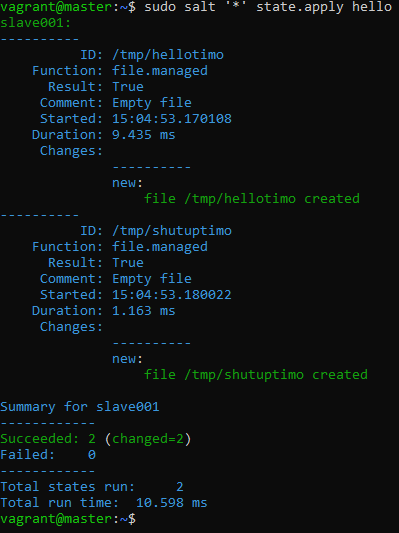 vagrant@master:~$ sudo salt '*' state.apply hello
slave001:
----------
          ID: /tmp/hellotimo
    Function: file.managed
      Result: True
     Comment: Empty file
     Started: 15:04:53.170108
    Duration: 9.435 ms
     Changes:
              ----------
              new:
                  file /tmp/hellotimo created
----------
          ID: /tmp/shutuptimo
    Function: file.managed
      Result: True
     Comment: Empty file
     Started: 15:04:53.180022
    Duration: 1.163 ms
     Changes:
              ----------
              new:
                  file /tmp/shutuptimo created

Summary for slave001
------------
Succeeded: 2 (changed=2)
Failed:    0
------------
Total states run:     2
Total run time:  10.598 ms
vagrant@master:~$